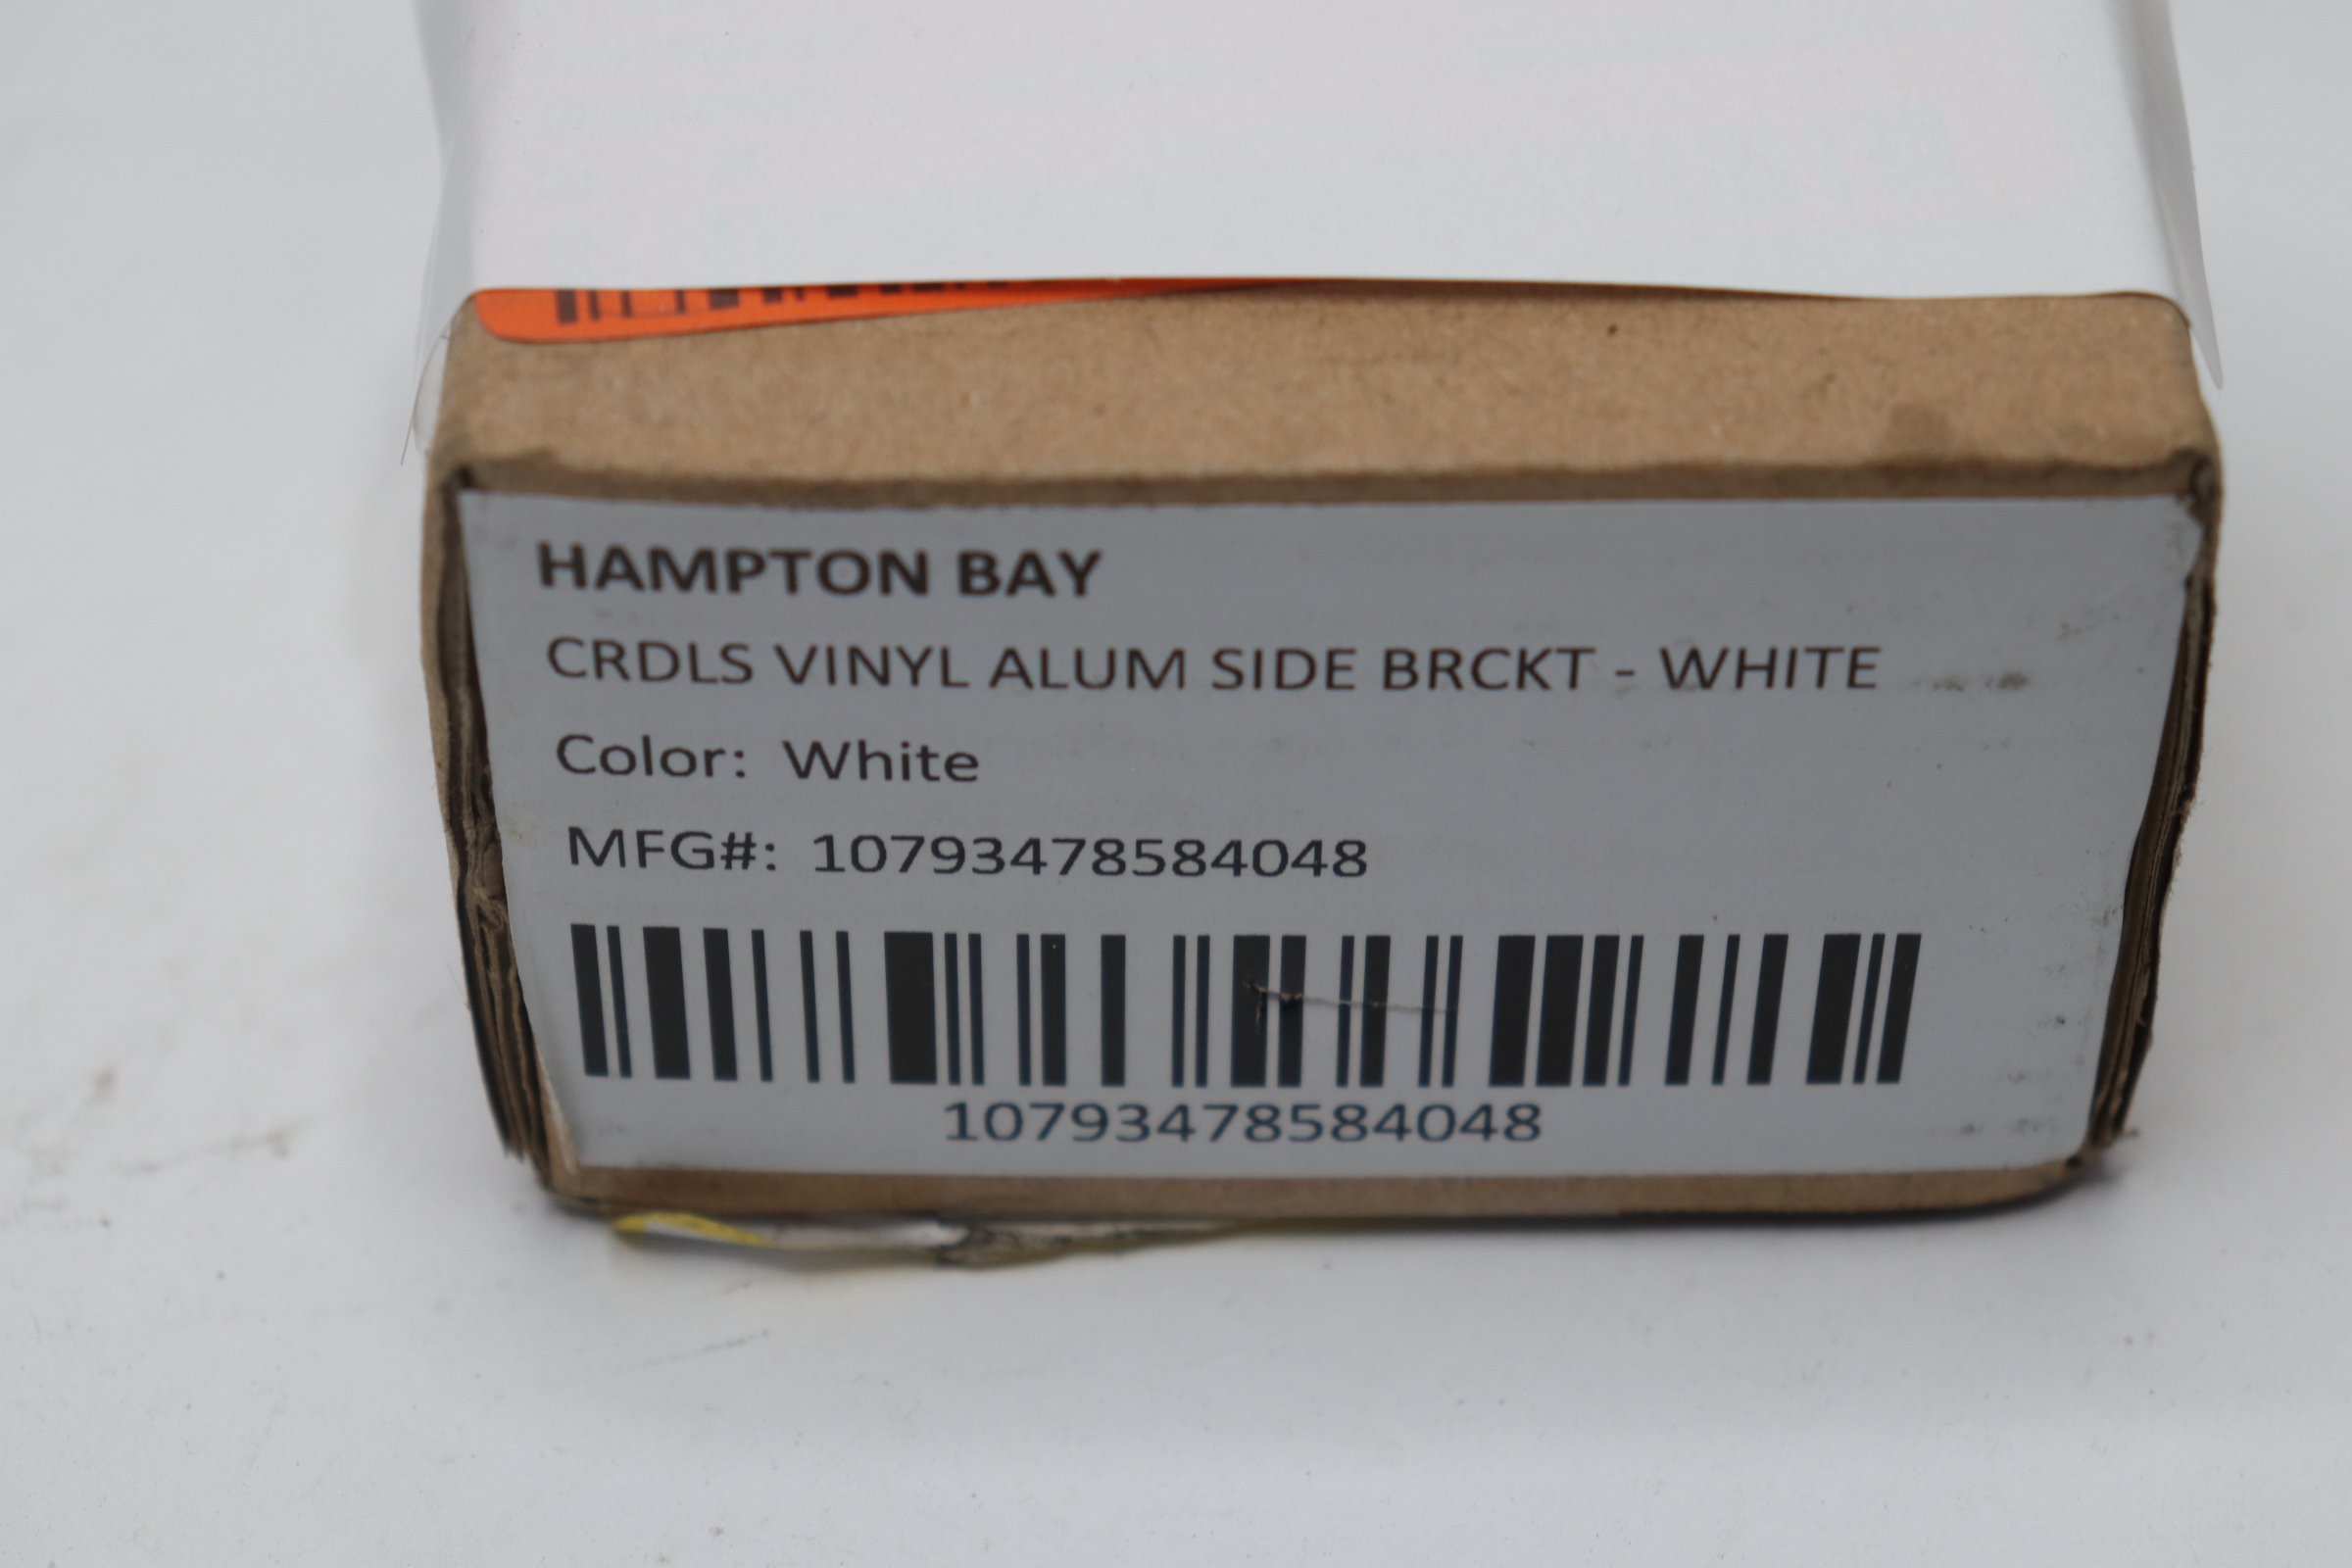 HAMPTON BAY
CRDLS VINYL ALUM SIDE BRCKT - WHITE
Color: White
MFG#: 10793478584048
10793478584048